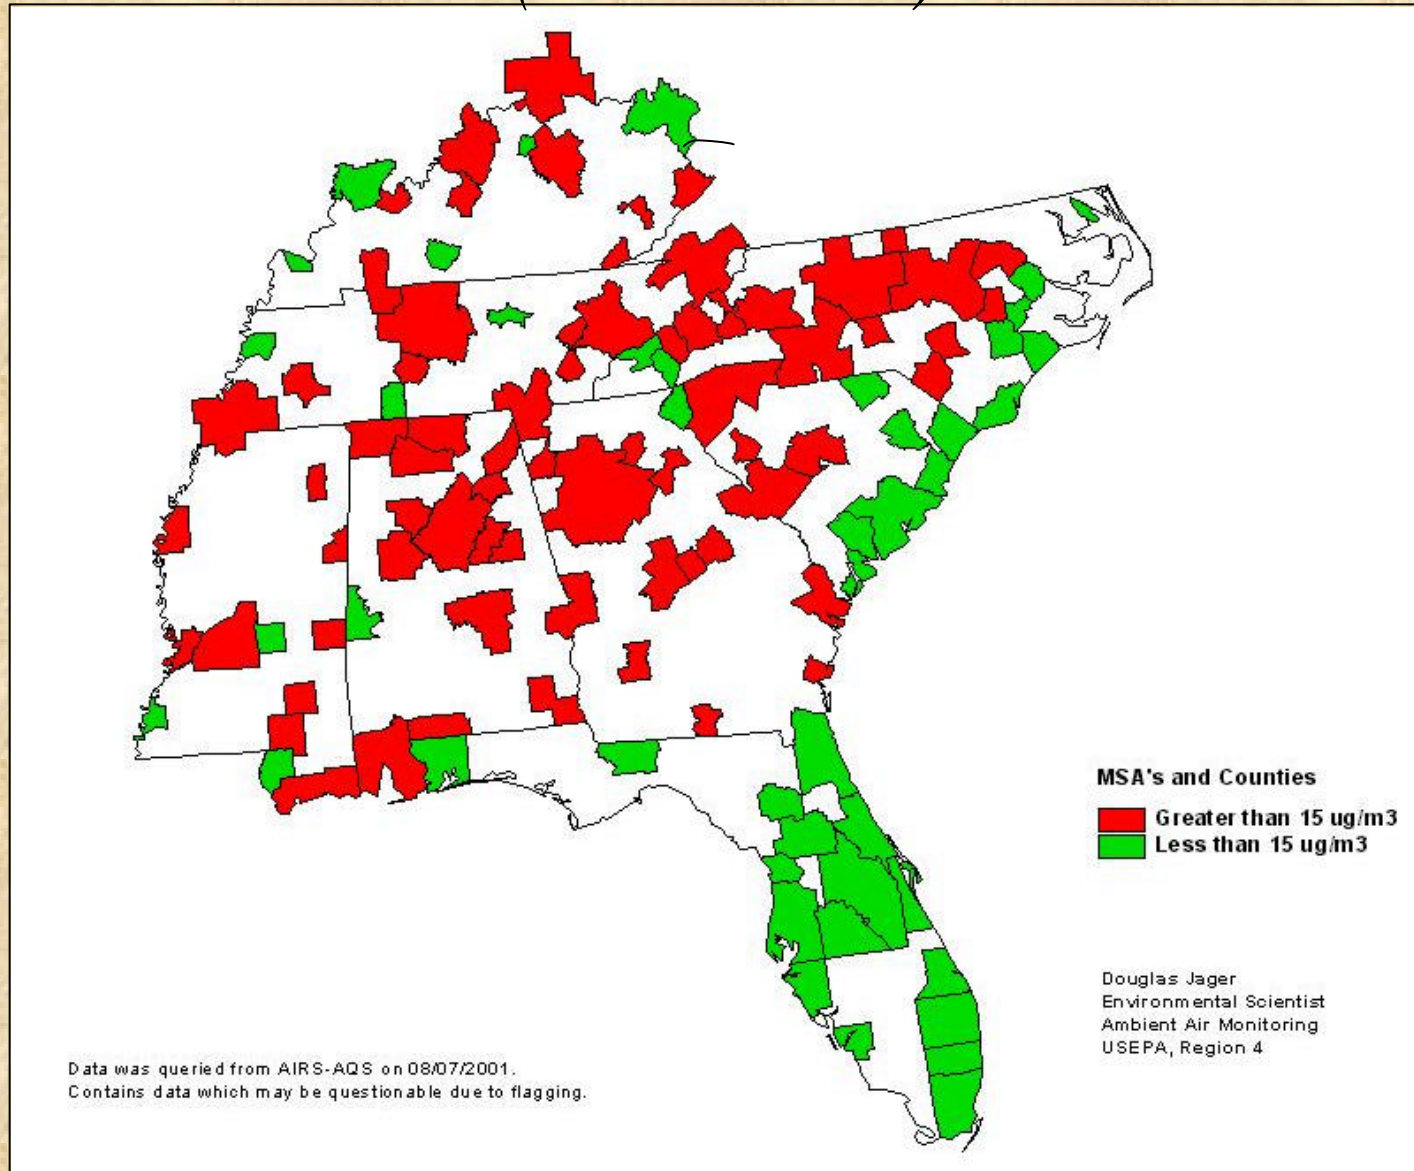 MSA's and Counties
Greater than 15 ug/m3
Less than 15 ug/m3
Douglas Jager
Environmental Scientist
Ambient Air Monitoring
USEPA, Region 4
Data was queried from AIRS-AQS on 08/07/2001.
Contains data which may be questionable due to flagging.